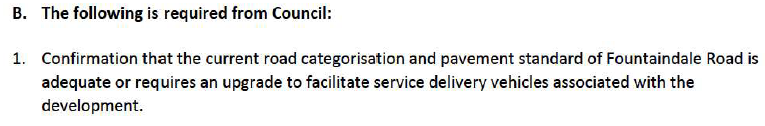 B. The following is required from Council:
1. Confirmation that the current road categorisation and pavement standard of Fountaindale Road is
adequate or requires an upgrade to facilitate service delivery vehicles associated with the
development.